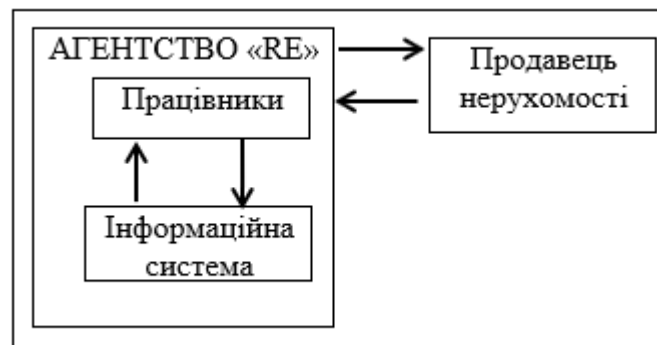 АГЕНТСТВО «RE»
Працівники
Інформаційна
система
Продавець
нерухомості